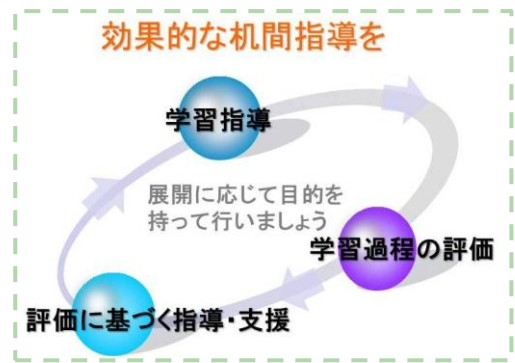 効果的な机間指導を
学習指導
展開に応じて目的を
持って行いましょう
学習過程の評価
評価に基づく指導・支援